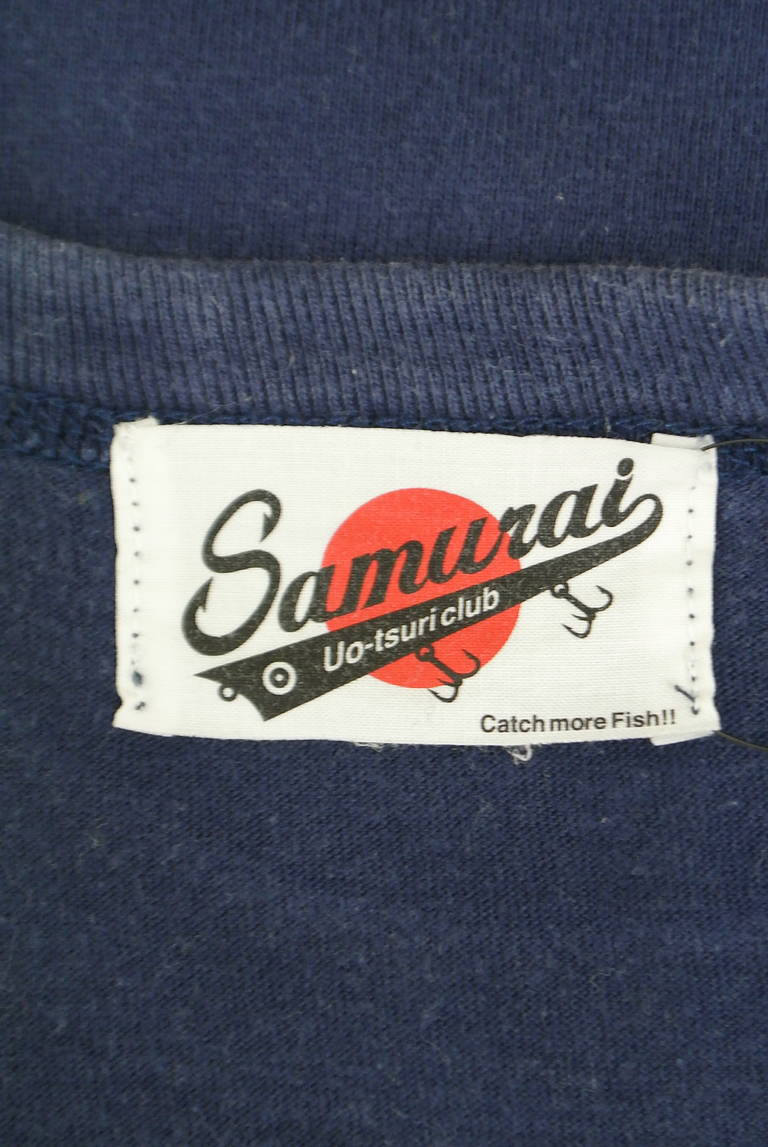 Samurai
Uo-tsuri club
Catch more Fish!!